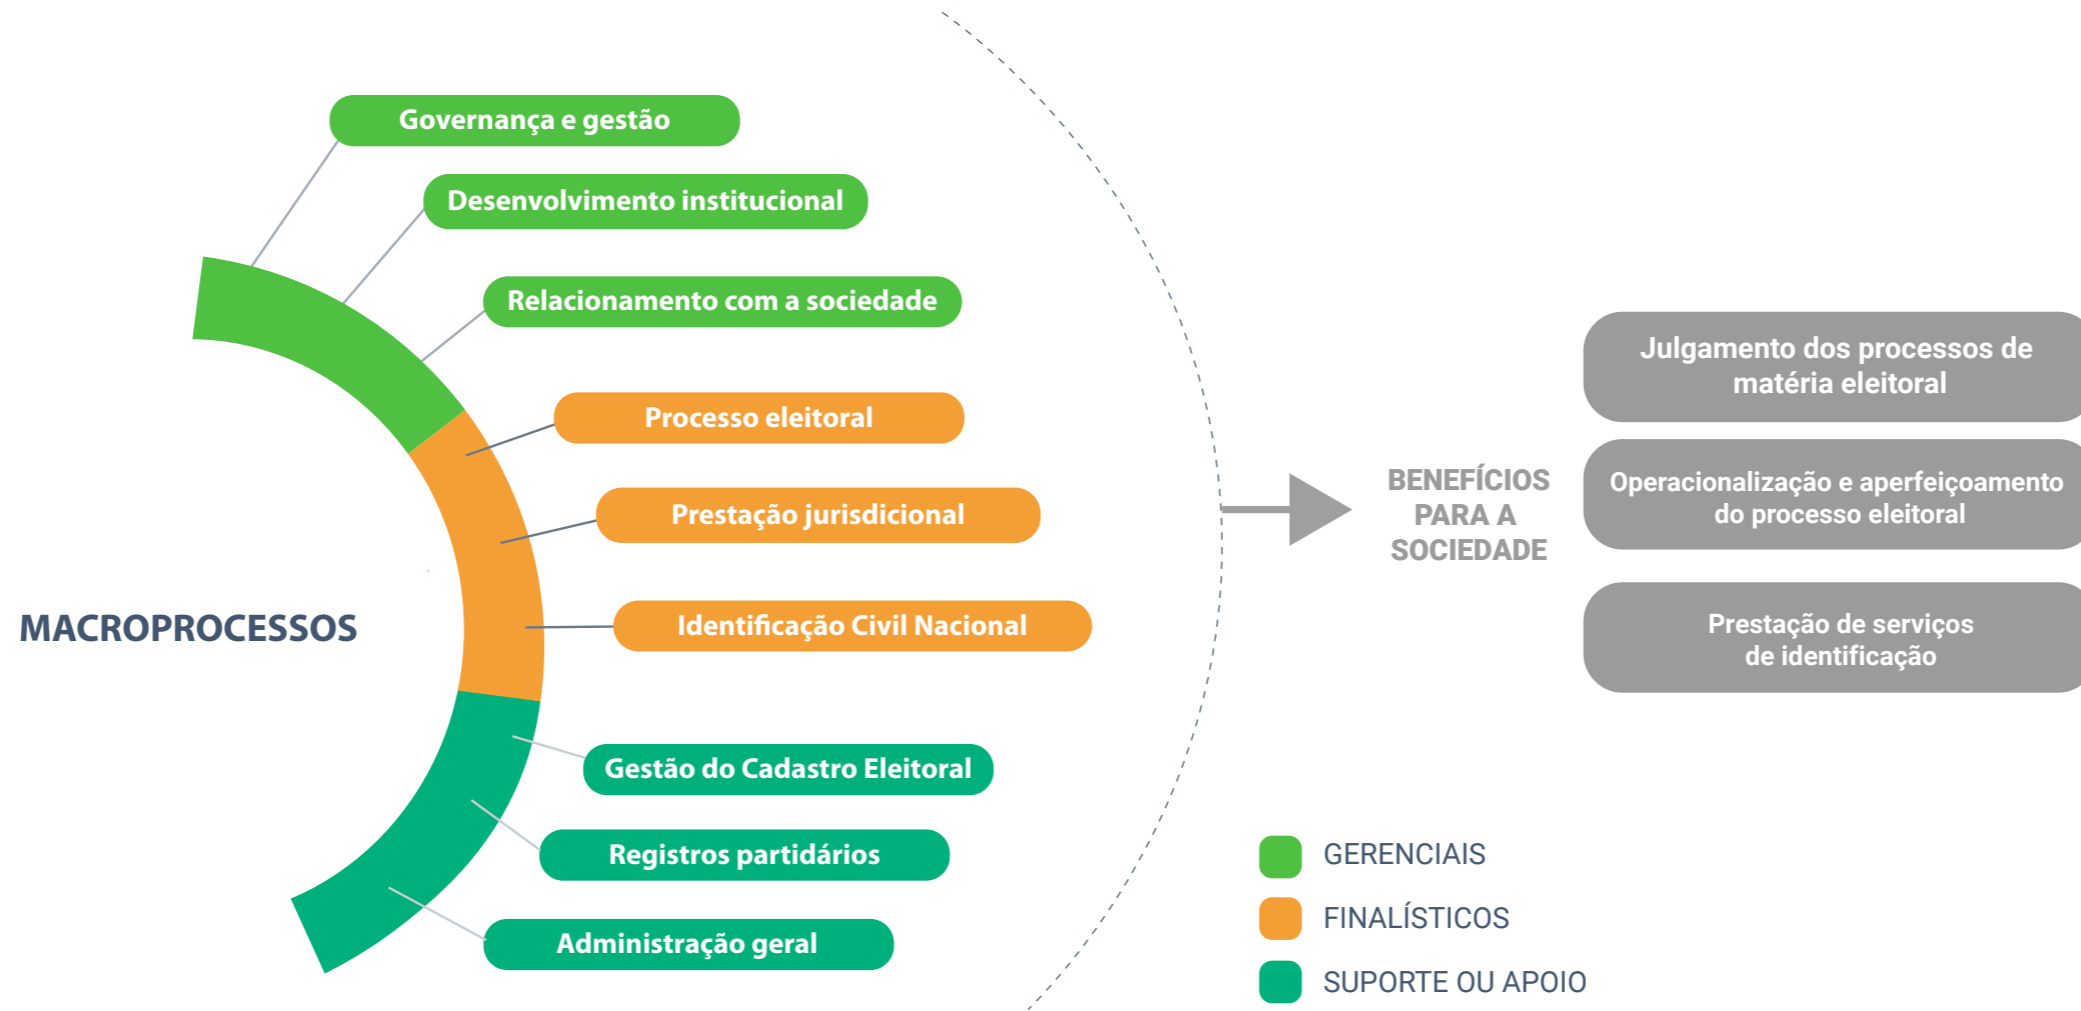 Governança e gestão
Desenvolvimento institucional
Relacionamento com a sociedade
Processo eleitoral
Prestação jurisdicional
Identificação Civil Nacional
Gestão do Cadastro Eleitoral
Registros partidários
Administração geral
MACROPROCESSOS
BENEFÍCIOS
PARA A
SOCIEDADE
Julgamento dos processos de
matéria eleitoral
Operacionalização e aperfeiçoamento
do processo eleitoral
Prestação de serviços
de identificação
GERENCIAIS
FINALÍSTICOS
SUPORTE OU APOIO